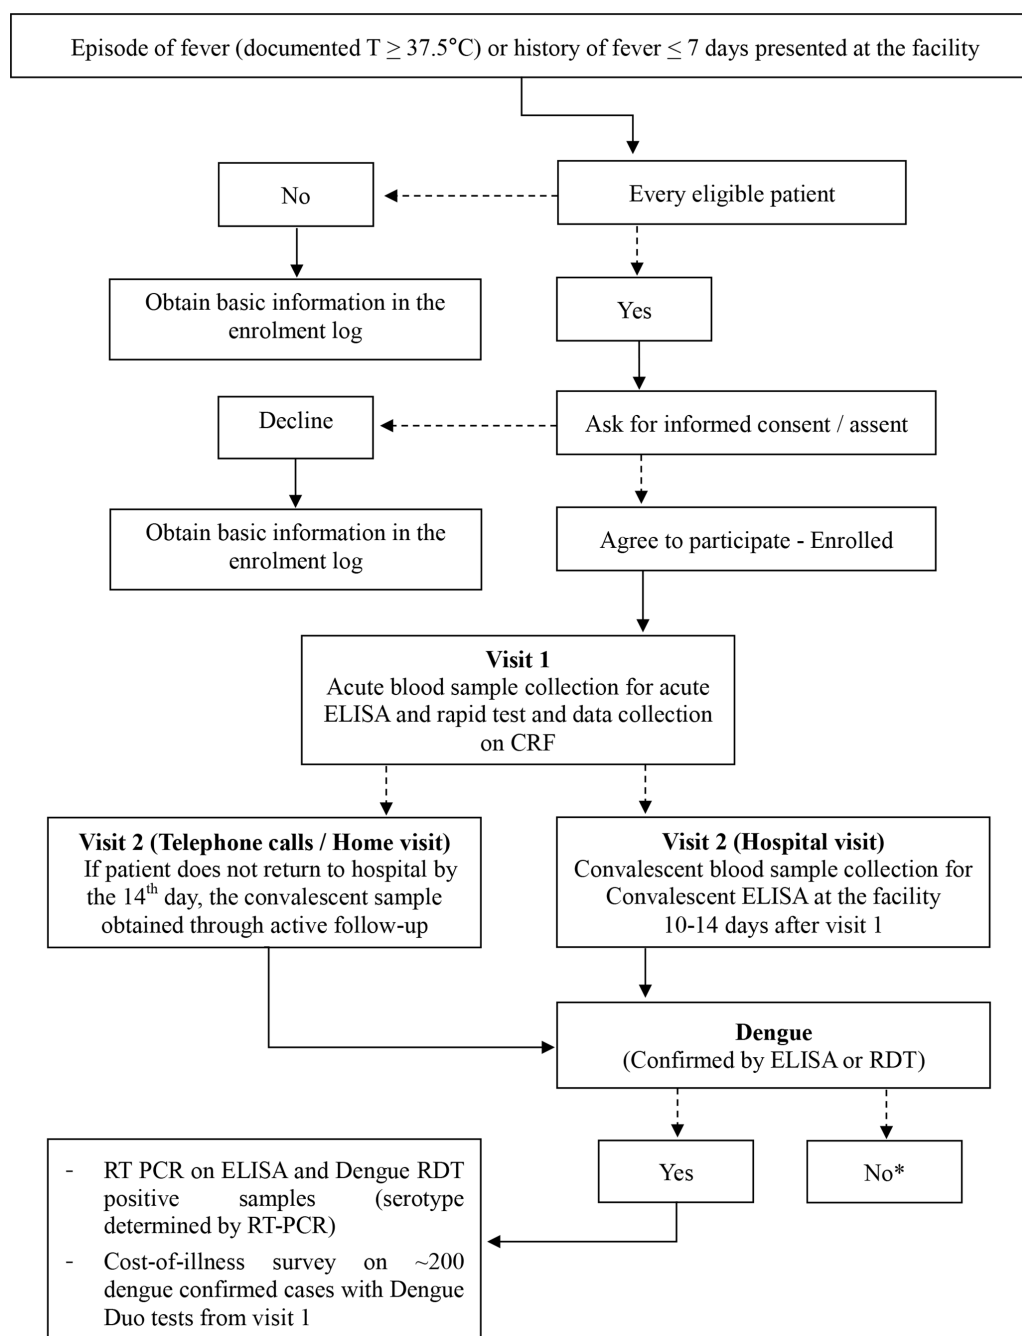 Episode of fever (documented T ≥ 37.5°C) or history of fever ≤ 7 days presented at the facility
No
Every eligible patient
Obtain basic information in the
enrolment log
Yes
Decline
Ask for informed consent / assent
Obtain basic information in the
enrolment log
Agree to participate - Enrolled
Visit 1
Acute blood sample collection for acute
ELISA and rapid test and data collection
on CRF
Visit 2 (Telephone calls / Home visit)
If patient does not return to hospital by
the 14th day, the convalescent sample
obtained through active follow-up
Visit 2 (Hospital visit)
Convalescent blood sample collection for
Convalescent ELISA at the facility
10-14 days after visit 1
Dengue
(Confirmed by ELISA or RDT)
Yes
No*
- RT PCR on ELISA and Dengue RDT
positive samples (serotype
determined by RT-PCR)
- Cost-of-illness survey on ~200
dengue confirmed cases with Dengue
Duo tests from visit 1